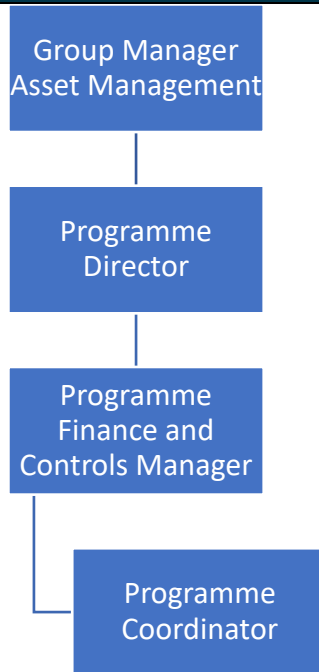 Group Manager
Asset Management
Programme
Director
Programme
Finance and
Controls Manager
Programme
Coordinator